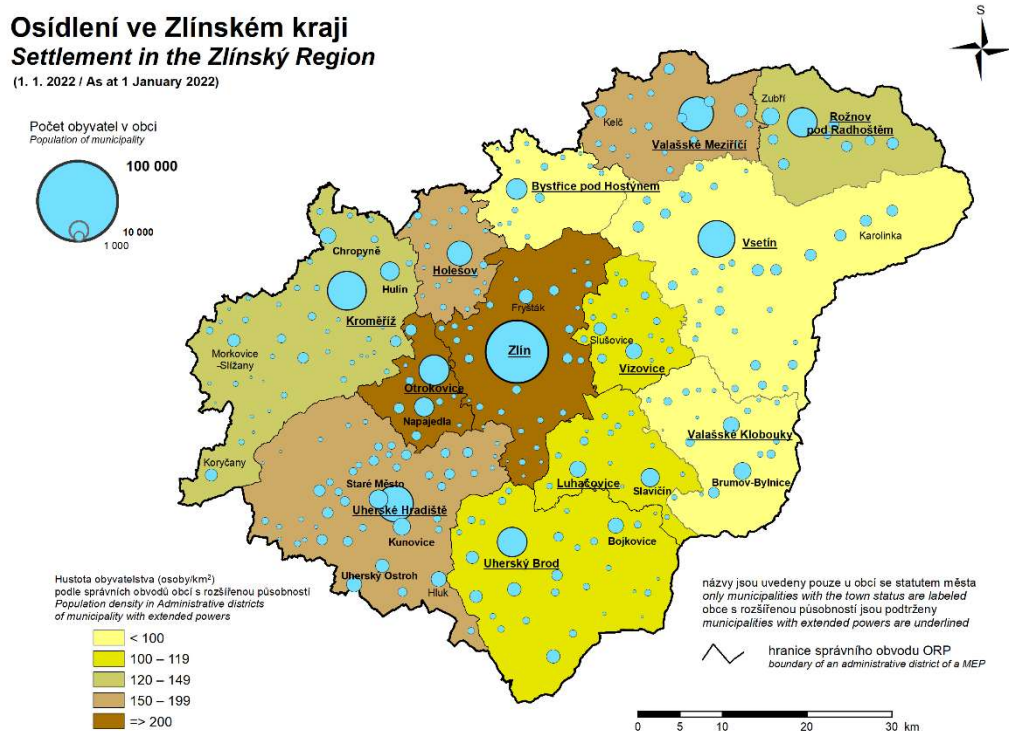 Osídlení ve Zlínském kraji
Settlement in the Zlínský Region
(1. 1. 2022 / As at 1 January 2022)
S
Počet obyvatel v obci
Population of municipality
100 000
10 000
1 000
Zubří
Rožnov
pod Radhoštěm
Kelč
Valašské Meziříčí
Bystřice pod Hostýnem
Vsetín
Karolinka
Chropyně
Holešov
Hulín
Fryšták
Kroměříž
Slušovice
Zlín
Morkovice
-Slížany
Vizovice
Otrokovice
Napajedla
Valašské Klobouky
Koryčany
Luhačovice
Slavičín
Brumov-Bylnice
Staré Město
Uherské Hradiště
Kunovice
Bojkovice
Uherský Brod
Uherský Ostroh
Hluk
Hustota obyvatelstva (osoby/km²)
podle správních obvodů obcí s rozšířenou působností
Population density in Administrative districts
of municipality with extended powers
< 100
100 – 119
120 – 149
150 – 199
=> 200
názvy jsou uvedeny pouze u obcí se statutem města
only municipalities with the town status are labeled
obce s rozšířenou působností jsou podtrženy
municipalities with extended powers are underlined
hranice správního obvodu ORP
boundary of an administrative district of a MEP
0 5 10 20 30 km